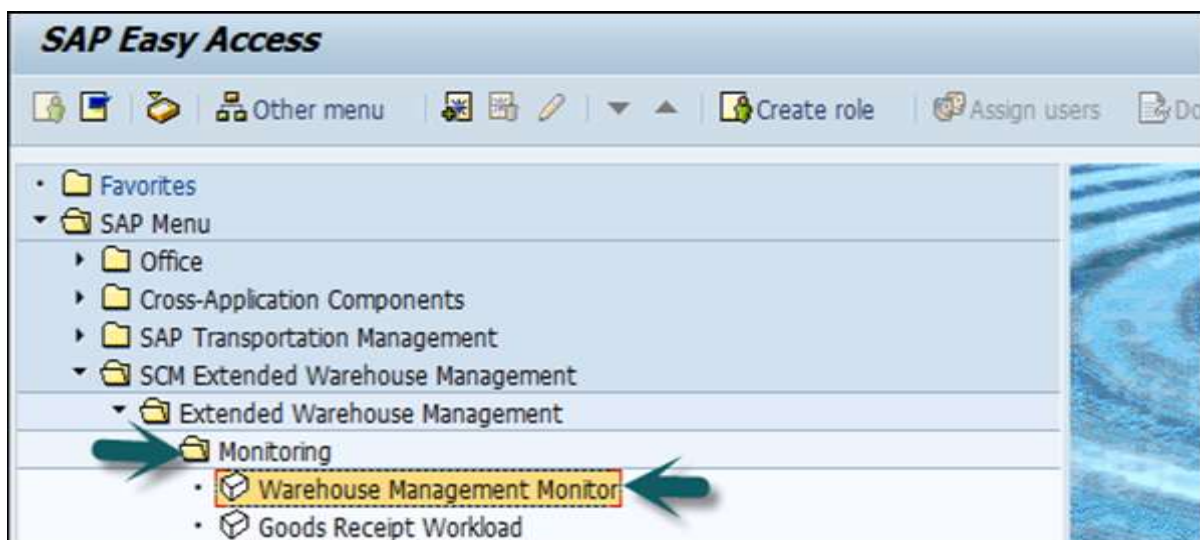 SAP Easy Access
Other menu Create role Assign users Do
Favorites
SAP Menu
Office
Cross-Application Components
SAP Transportation Management
SCM Extended Warehouse Management
Extended Warehouse Management
Monitoring
Warehouse Management Monitor
Goods Receipt Workload